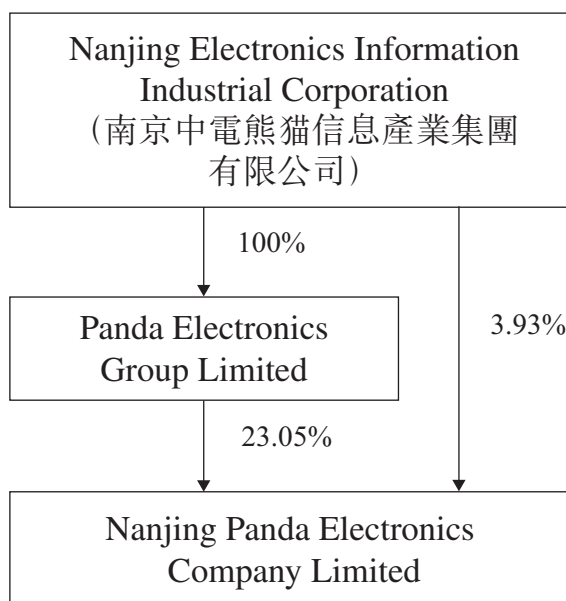 Nanjing Electronics Information
Industrial Corporation
（南京中電熊猫信息產業集團
有限公司）
100%
Panda Electronics
Group Limited
3.93%
23.05%
Nanjing Panda Electronics
Company Limited